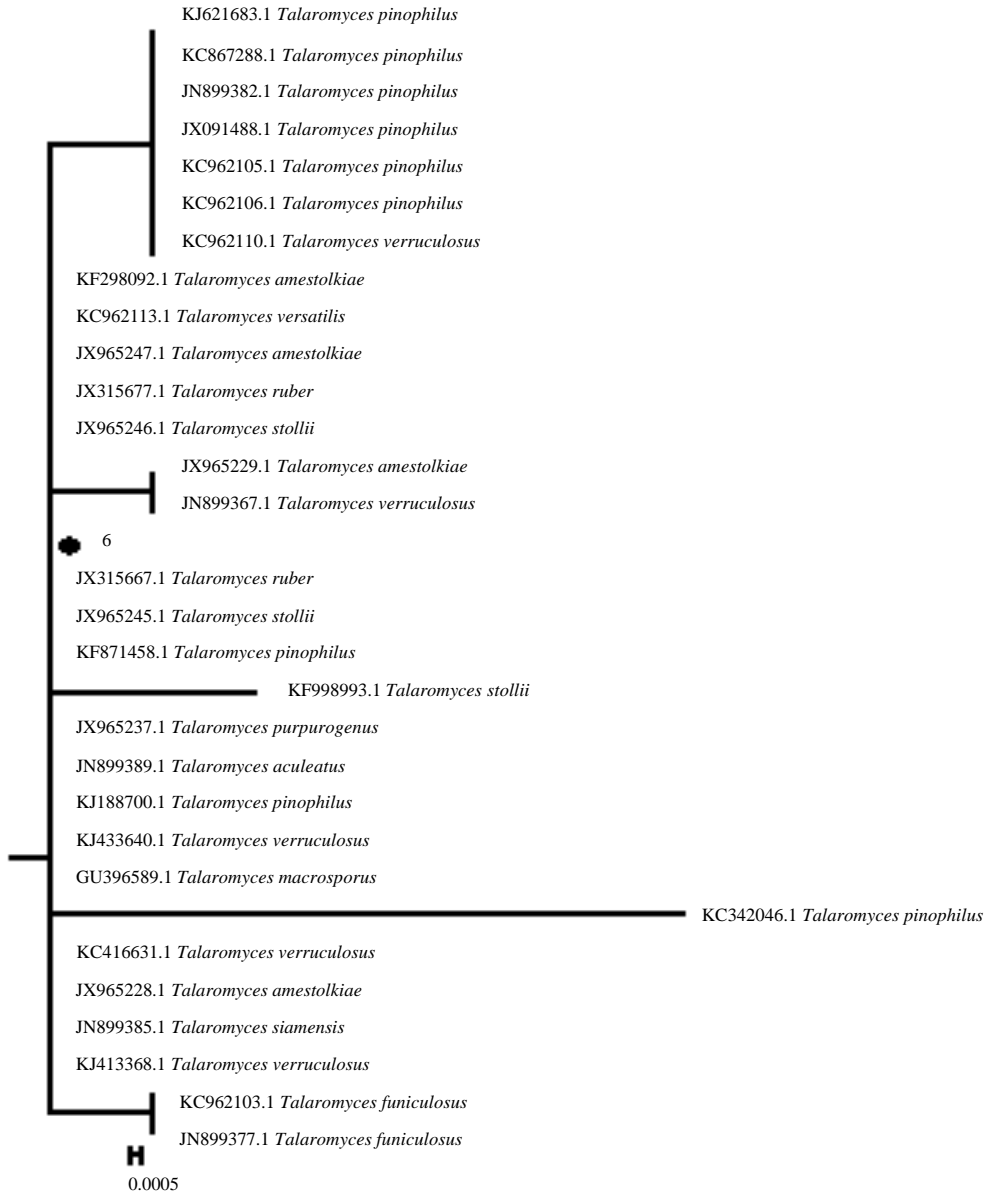 KJ621683.1 Talaromyces pinophilus
KC867288.1 Talaromyces pinophilus
JN899382.1 Talaromyces pinophilus
JX091488.1 Talaromyces pinophilus
KC962105.1 Talaromyces pinophilus
KC962106.1 Talaromyces pinophilus
KC962110.1 Talaromyces verruculosus
KF298092.1 Talaromyces amestolkiae
KC962113.1 Talaromyces versatilis
JX965247.1 Talaromyces amestolkiae
JX315677.1 Talaromyces ruber
JX965246.1 Talaromyces stollii
JX965229.1 Talaromyces amestolkiae
JN899367.1 Talaromyces verruculosus
6
JX315667.1 Talaromyces ruber
JX965245.1 Talaromyces stollii
KF871458.1 Talaromyces pinophilus
KF998993.1 Talaromyces stollii
JX965237.1 Talaromyces purpurogenus
JN899389.1 Talaromyces aculeatus
KJ188700.1 Talaromyces pinophilus
KJ433640.1 Talaromyces verruculosus
GU396589.1 Talaromyces macrosporus
KC342046.1 Talaromyces pinophilus
KC416631.1 Talaromyces verruculosus
JX965228.1 Talaromyces amestolkiae
JN899385.1 Talaromyces siamensis
KJ413368.1 Talaromyces verruculosus
KC962103.1 Talaromyces funiculosus
JN899377.1 Talaromyces funiculosus
0.0005